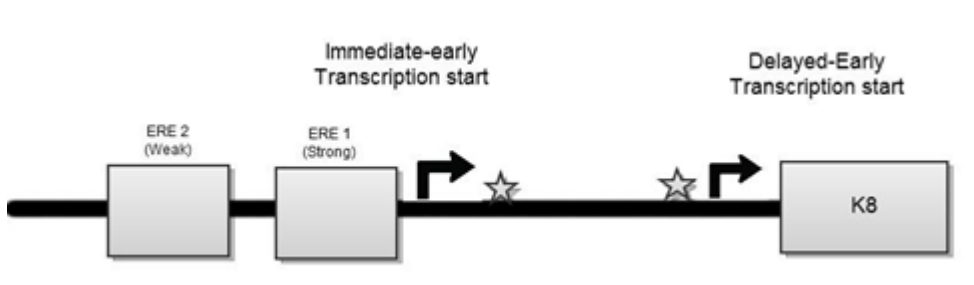 Immediate-early
Transcription start
Delayed-Early
Transcription start
ERE 2
(Weak)
ERE 1
(Strong)
K8